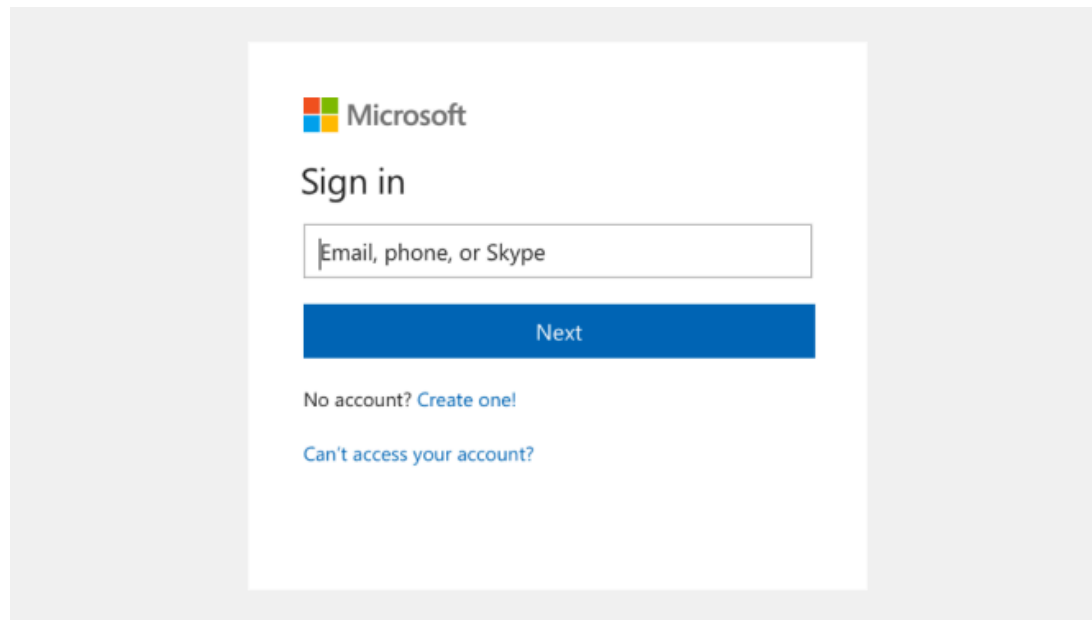 Microsoft
Sign in
Email, phone, or Skype
Next
No account? Create one!
Can't access your account?